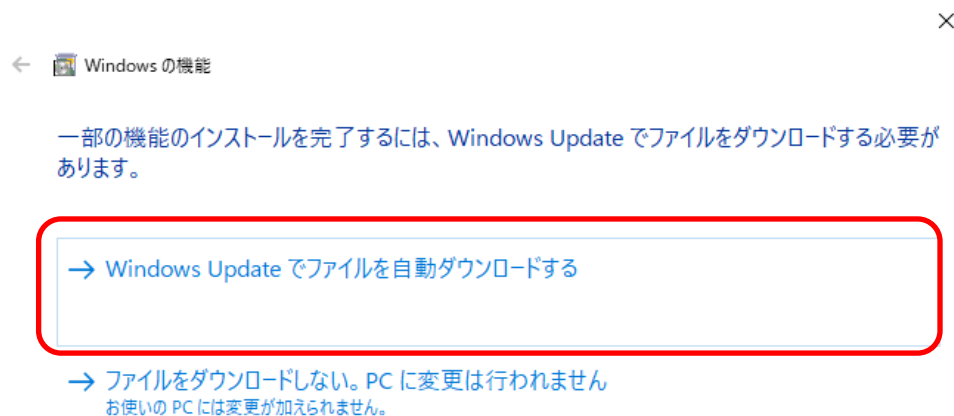 Windows の機能
一部の機能のインストールを完了するには、Windows Update でファイルをダウンロードする必要が
あります。
Windows Update でファイルを自動ダウンロードする
ファイルをダウンロードしない。PC に変更は行われません
お使いの PC には変更が加えられません。